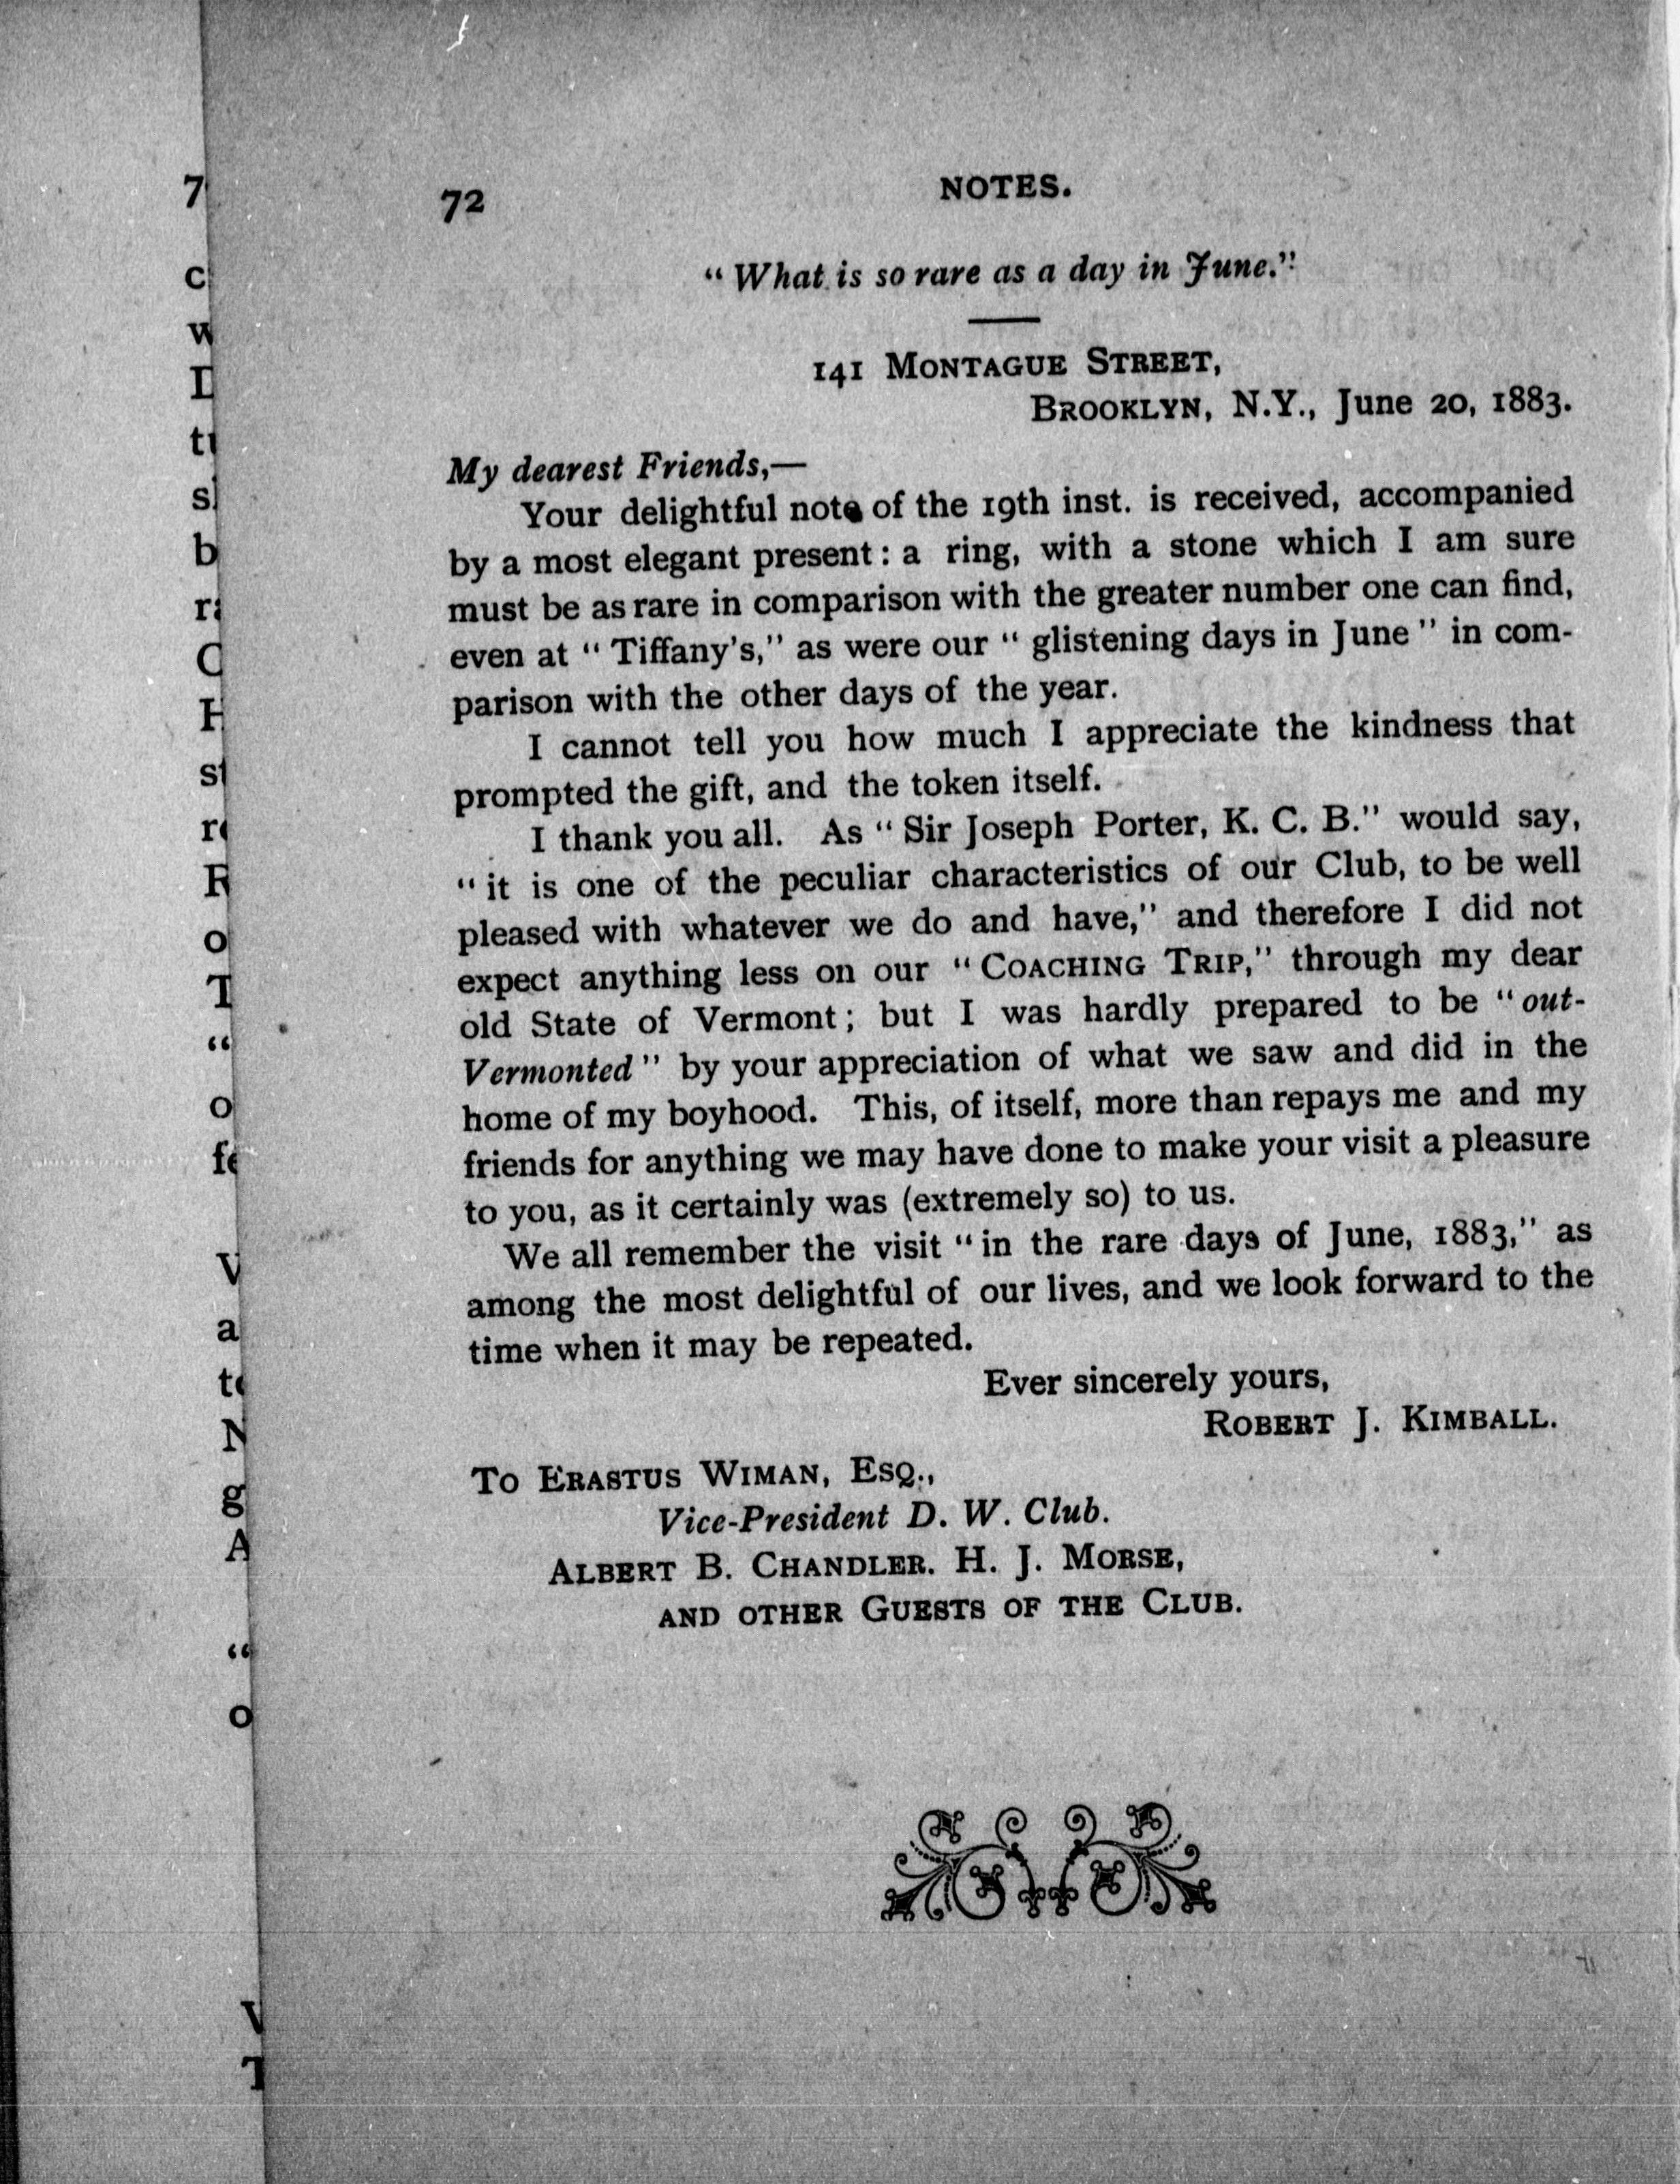 72
NOTES.
“ What is so rare as a day in June.”
141 MONTAGUE STREET,
BROOKLYN, N.Y., June 20, 1883.
My dearest Friends,—
Your delightful note of the 19th inst. is received, accompanied
by a most elegant present : a ring, with a stone which I am sure
must be as rare in comparison with the greater number one can find,
even at “ Tiffany’s,” as were our “ glistening days in June ” in com-
parison with the other days of the year.
I cannot tell you how much I appreciate the kindness that
prompted the gift, and the token itself.
I thank you all. As “ Sir Joseph Porter, K. C. B.” would say,
“ it is one of the peculiar characteristics of our Club, to be well
pleased with whatever we do and have,” and therefore I did not
expect anything less on our “ COACHING TRIP,” through my dear
old State of Vermont ; but I was hardly prepared to be “ out-
Vermonted ” by your appreciation of what we saw and did in the
home of my boyhood. This, of itself, more than repays me and my
friends for anything we may have done to make your visit a pleasure
to you, as it certainly was (extremely so) to us.
We all remember the visit “ in the rare days of June, 1883,” as
among the most delightful of our lives, and we look forward to the
time when it may be repeated.
Ever sincerely yours,
ROBERT J. KIMBALL.
TO ERASTUS WIMAN, ESQ.,
Vice-President D. W. Club.
ALBERT B. CHANDLER. H. J. MORSE,
AND OTHER GUESTS OF THE CLUB.